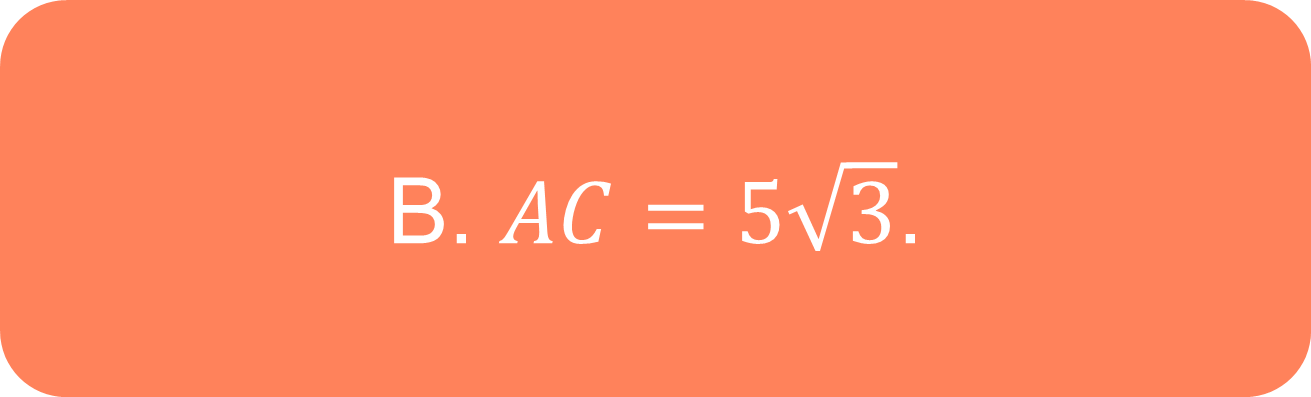 B. 𝐴𝐶 = 5√3.